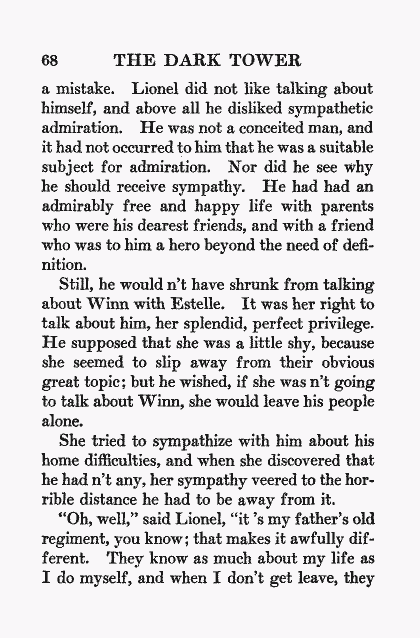 68 THE DARK TOWER
a mistake. Lionel did not like talking about
himself, and above all he disliked sympathetic
admiration. He was not a conceited man, and
it had not occurred to him that he was a suitable
subject for admiration. Nor did he see why
he should receive sympathy. He had had an
admirably free and happy life with parents
who were his dearest friends, and with a friend
who was to him a hero beyond the need of defi-
nition.
Still, he would n't have shrunk from talking
about Winn with Estelle. It was her right to
talk about him, her splendid, perfect privilege.
He supposed that she was a little shy, because
she seemed to slip away from their obvious
great topic; but he wished, if she was n't going
to talk about Winn, she would leave his people
alone.
She tried to sympathize with him about his
home difficulties, and when she discovered that
he had n't any, her sympathy veered to the hor-
rible distance he had to be away from it.
"Oh, well," said Lionel, "it 's my father's old
regiment, you know; that makes it awfully dif-
ferent. They know as much about my life as
I do myself, and when I don't get leave, they